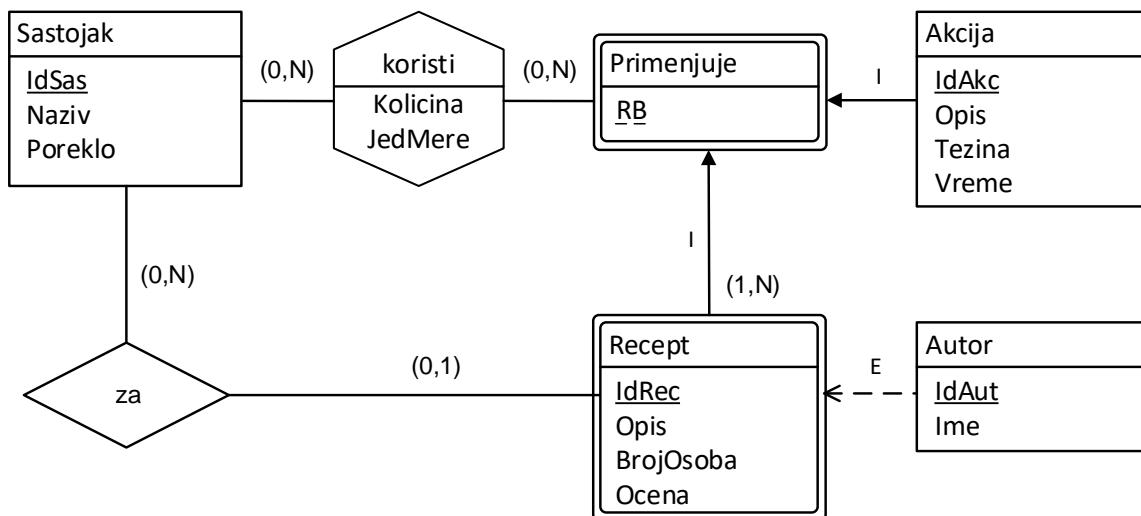 Sastojak
IdSas
Naziv
Poreklo
(0,N)
koristi
Kolicina
JedMere
(0,N)
Primenjuje
RB
I
Akcija
IdAkc
Opis
Tezina
Vreme
(0,N)
I
(1,N)
za
(0,1)
Recept
IdRec
Opis
BrojOsoba
Ocena
E
Autor
IdAut
Ime